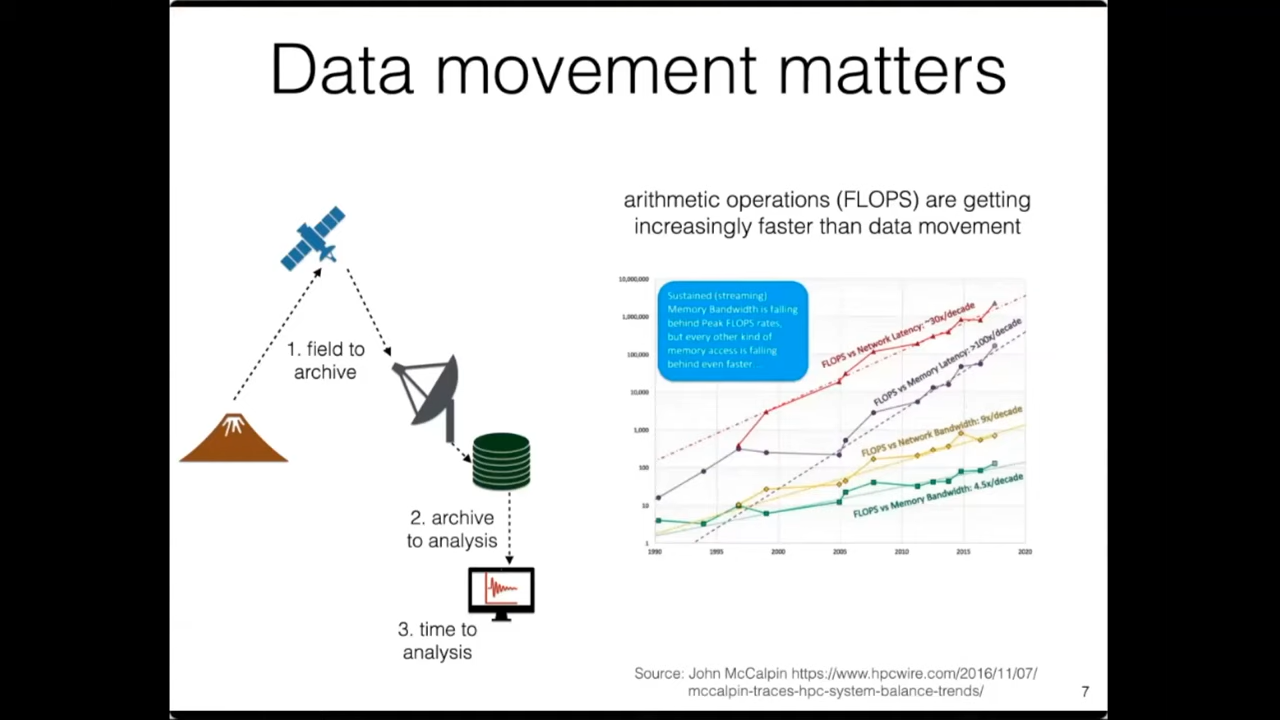 Data movement matters
arithmetic operations (FLOPS) are getting
increasingly faster than data movement
1. field to
archive
2. archive
to analysis
3. time to
analysis
10,000,000
1,000,000
100,000
10,000
1,000
100
10
1
1990
1995
2000
2005
2010
2015
2020
Sustained (streaming)
Memory Bandwidth is falling
behind Peak FLOPS rates,
but every other kind of
memory access is falling
behind even faster...
FLOPS vs Network Latency: ~30x/decade
FLOPS vs Memory Latency: >100x/decade
FLOPS vs Network Bandwidth: 9x/decade
FLOPS vs Memory Bandwidth: 4.5x/decade
Source: John McCalpin https://www.hpcwire.com/2016/11/07/
mccalpin-traces-hpc-system-balance-trends/
7